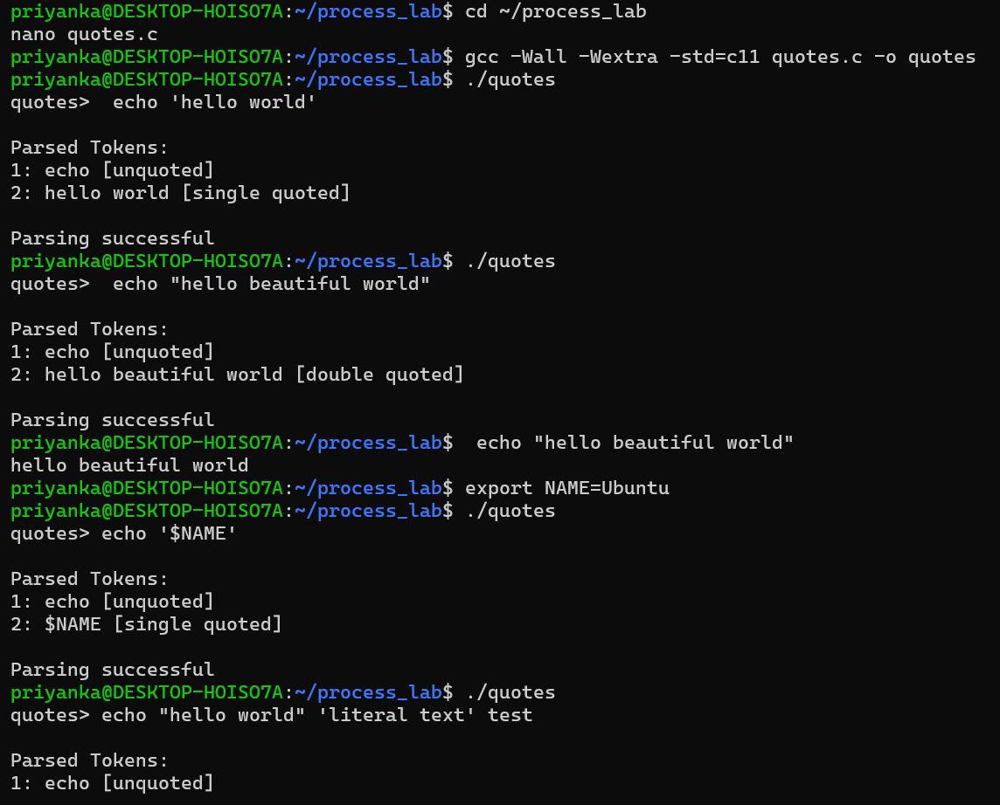 priyanka@DESKTOP-HOISO7A:~/process_lab$ cd ~/process_lab
nano quotes.c
priyanka@DESKTOP-HOISO7A:~/process_lab$ gcc -Wall -Wextra -std=c11 quotes.c -o quotes
priyanka@DESKTOP-HOISO7A:~/process_lab$ ./quotes
quotes>  echo 'hello world'

Parsed Tokens:
1: echo [unquoted]
2: hello world [single quoted]

Parsing successful
priyanka@DESKTOP-HOISO7A:~/process_lab$ ./quotes
quotes>  echo "hello beautiful world"

Parsed Tokens:
1: echo [unquoted]
2: hello beautiful world [double quoted]

Parsing successful
priyanka@DESKTOP-HOISO7A:~/process_lab$  echo "hello beautiful world"
hello beautiful world
priyanka@DESKTOP-HOISO7A:~/process_lab$ export NAME=Ubuntu
priyanka@DESKTOP-HOISO7A:~/process_lab$ ./quotes
quotes> echo '$NAME'

Parsed Tokens:
1: echo [unquoted]
2: $NAME [single quoted]

Parsing successful
priyanka@DESKTOP-HOISO7A:~/process_lab$ ./quotes
quotes> echo "hello world" 'literal text' test

Parsed Tokens:
1: echo [unquoted]